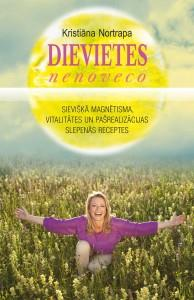 Kristiāna Nortrapa
DIEVIETES
nenoveco
SIEVIŠĶĀ MAGNĒTISMA,
VITALITĀTES UN PAŠREALIZĀCIJAS
SLEPENĀS RECEPTES